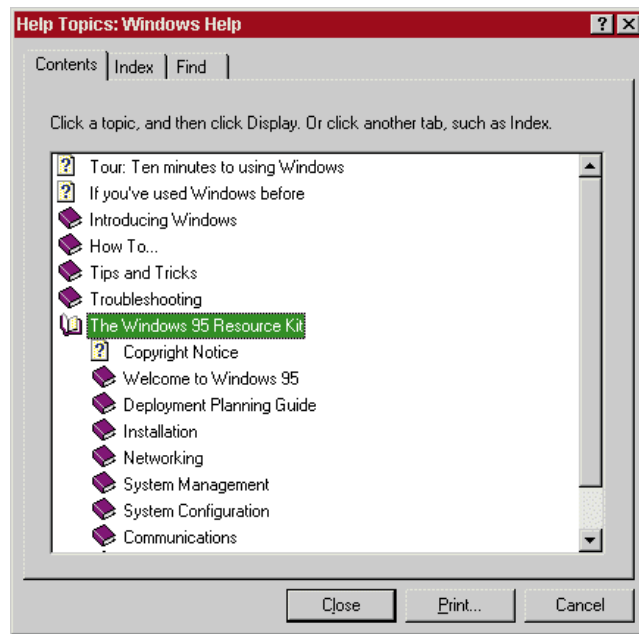 Help Topics: Windows Help
Contents Index Find
Click a topic, and then click Display. Or click another tab, such as Index.
Tour: Ten minutes to using Windows
If you've used Windows before
Introducing Windows
How To...
Tips and Tricks
Troubleshooting
The Windows 95 Resource Kit
Copyright Notice
Welcome to Windows 95
Deployment Planning Guide
Installation
Networking
System Management
System Configuration
Communications
Close Print... Cancel